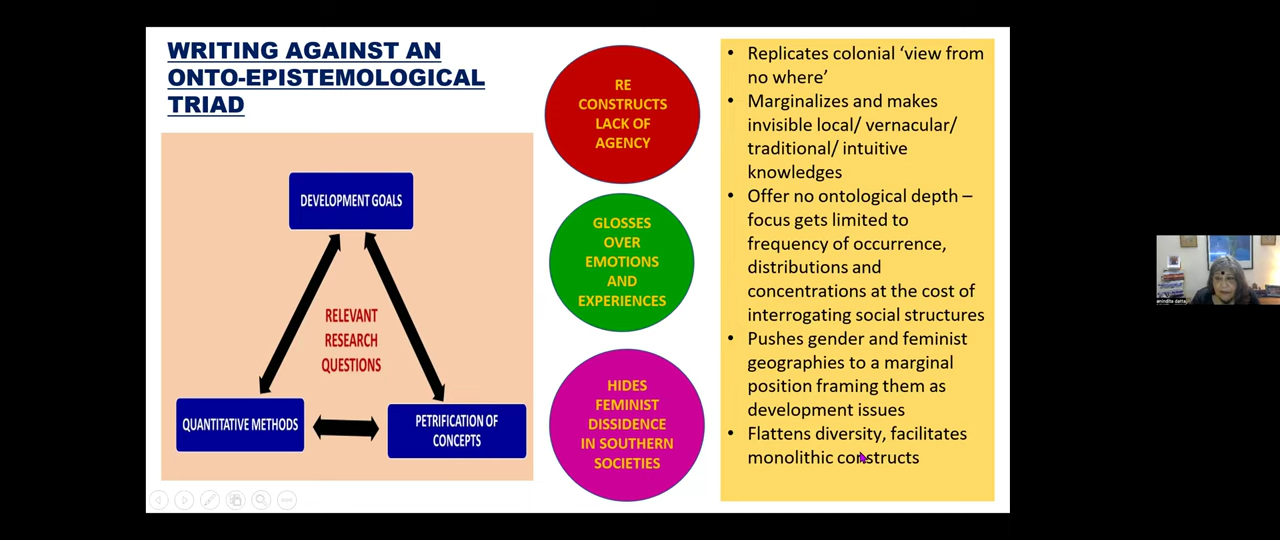 WRITING AGAINST AN
ONTO-EPISTEMOLOGICAL
TRIAD
DEVELOPMENT GOALS
RELEVANT
RESEARCH
QUESTIONS
QUANTITATIVE METHODS
PETRIFICATION OF
CONCEPTS
RE
CONSTRUCTS
LACK OF
AGENCY
GLOSSES
OVER
EMOTIONS
AND
EXPERIENCES
HIDES
FEMINIST
DISSIDENCE
IN SOUTHERN
SOCIETIES
• Replicates colonial ‘view from
no where’
• Marginalizes and makes
invisible local/ vernacular/
traditional/ intuitive
knowledges
• Offer no ontological depth –
focus gets limited to
frequency of occurrence,
distributions and
concentrations at the cost of
interrogating social structures
• Pushes gender and feminist
geographies to a marginal
position framing them as
development issues
• Flattens diversity, facilitates
monolithic constructs
anindita datta